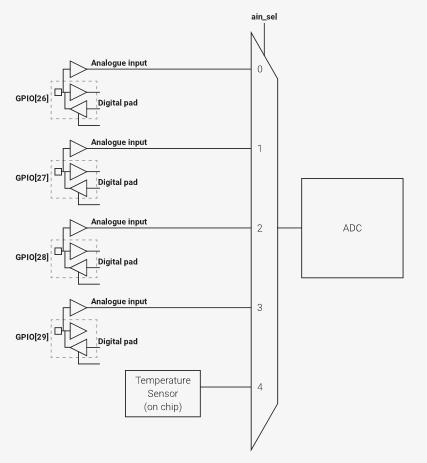 ain_sel
Analogue input
0
GPIO[26]
Digital pad
Analogue input
1
GPIO[27]
Digital pad
Analogue input
2
ADC
GPIO[28]
Digital pad
Analogue input
3
GPIO[29]
Digital pad
Temperature
Sensor
(on chip)
4